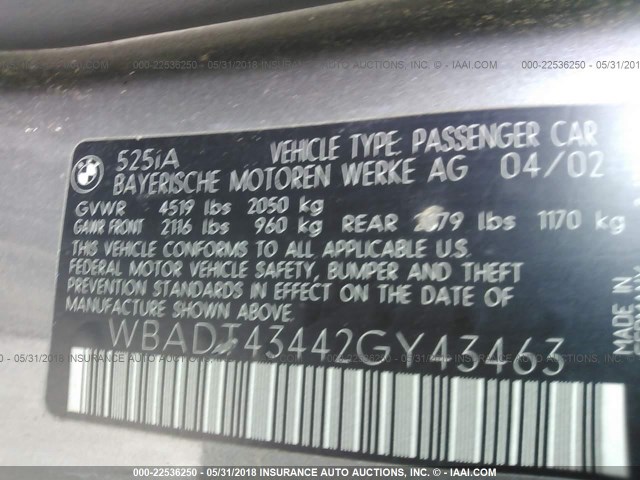 000-22536250 - 05/31/2018 INSURANCE AUTO AUCTIONS - © - IAAI.COM
BMW
525iA VEHICLE TYPE: PASSENGER CAR
BAYERISCHE MOTOREN WERKE AG 04/02
GVWR 4519 lbs 2050 kg
GAWR FRONT 2116 lbs 960 kg REAR 2579 lbs 1170 kg
THIS VEHICLE CONFORMS TO ALL APPLICABLE U.S.
FEDERAL MOTOR VEHICLE SAFETY, BUMPER AND THEFT
PREVENTION STANDARDS IN EFFECT ON THE DATE OF
MANUFACTURE SHOWN ABOVE.
MADE IN
WBADT43442GY43463
000-22536250 - 05/31/2018 INSURANCE AUTO AUCTIONS - © - IAAI.COM